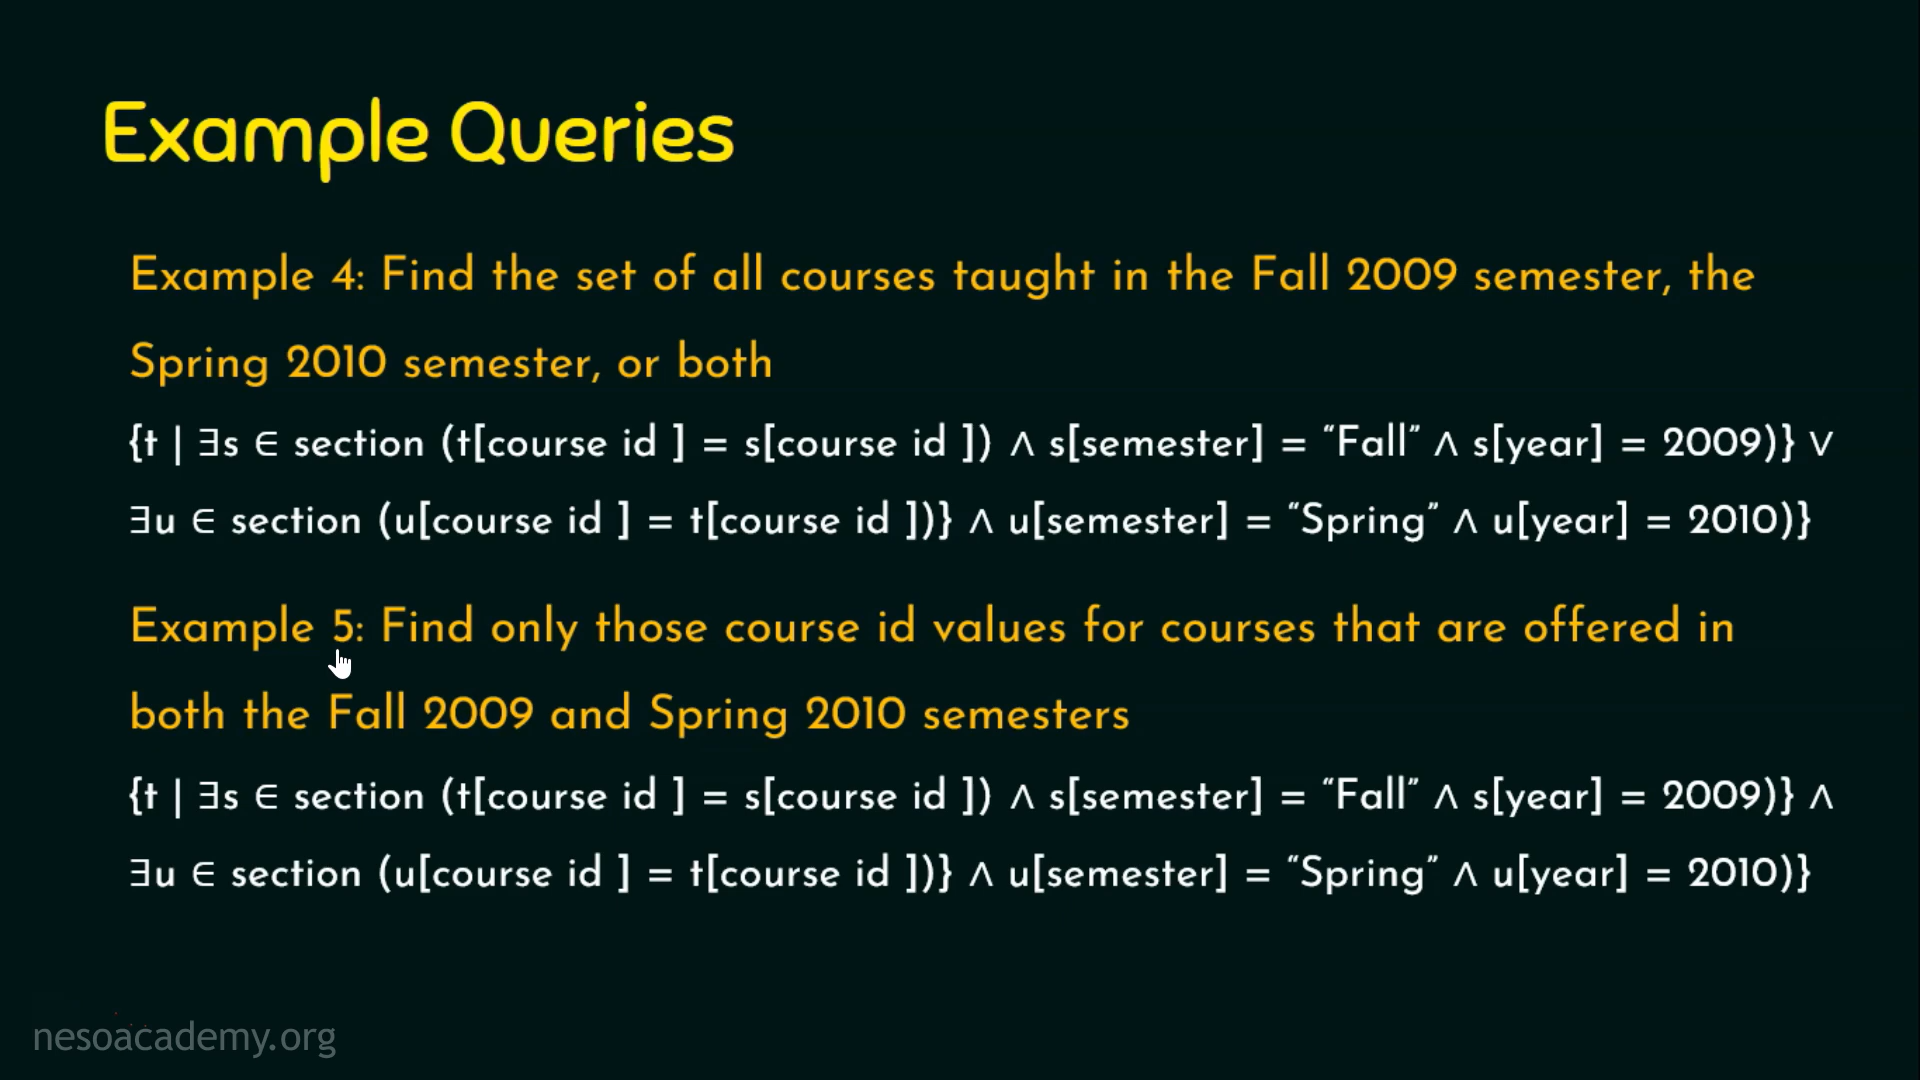 Example Queries
Example 4: Find the set of all courses taught in the Fall 2009 semester, the
Spring 2010 semester, or both
{t | ∃s ∈ section (t[course id ] = s[course id ]) ∧ s[semester] = “Fall” ∧ s[year] = 2009)} ∨
∃u ∈ section (u[course id ] = t[course id ])} ∧ u[semester] = “Spring” ∧ u[year] = 2010)}
Example 5: Find only those course id values for courses that are offered in
both the Fall 2009 and Spring 2010 semesters
{t | ∃s ∈ section (t[course id ] = s[course id ]) ∧ s[semester] = “Fall” ∧ s[year] = 2009)} ∧
∃u ∈ section (u[course id ] = t[course id ])} ∧ u[semester] = “Spring” ∧ u[year] = 2010)}
nesoacademy.org